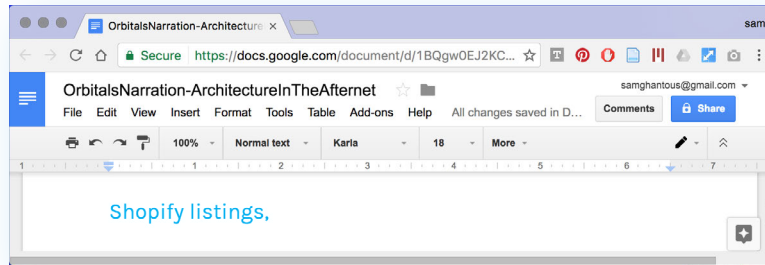 OrbitalsNarration-Architecture
sam
Secure https://docs.google.com/document/d/1BQgw0EJ2KC...
OrbitalsNarration-ArchitectureInTheAfternet
samghantous@gmail.com
File Edit View Insert Format Tools Table Add-ons Help All changes saved in D...
Comments
Share
100% Normal text Karla 18 More
1 1 2 3 4 5 6 7
Shopify listings,